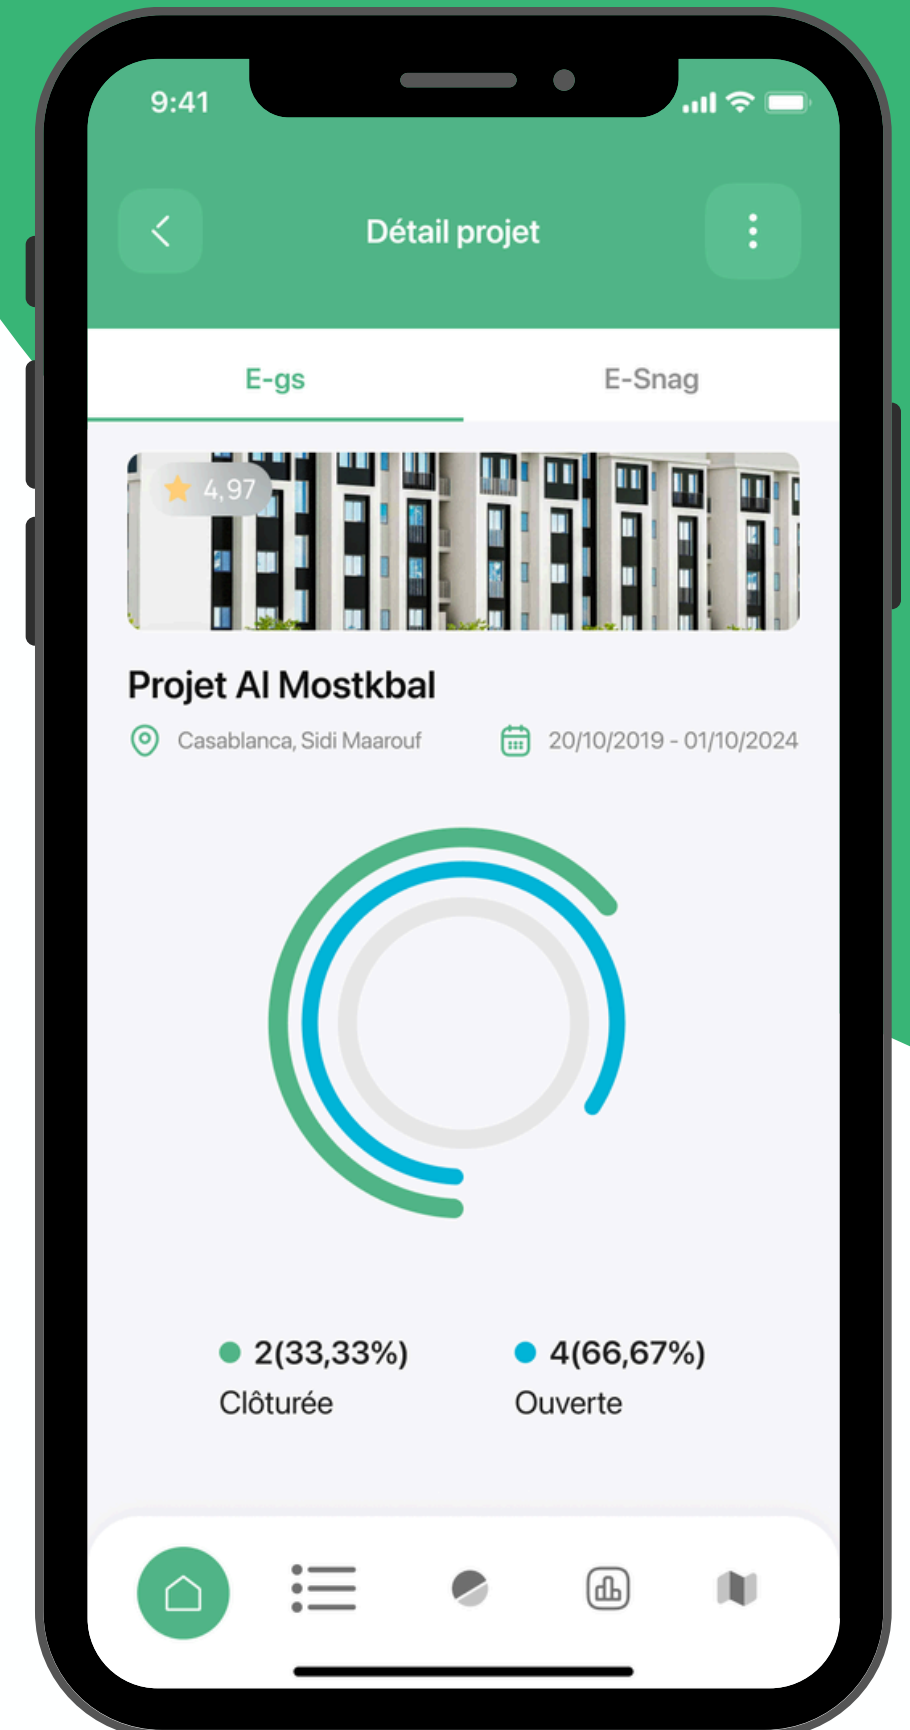 9:41
Détail projet
E-gs
E-Snag
4,97
Projet Al Mostkbal
Casablanca, Sidi Maarouf
20/10/2019 - 01/10/2024
2(33,33%)
4(66,67%)
Clôturée
Ouverte